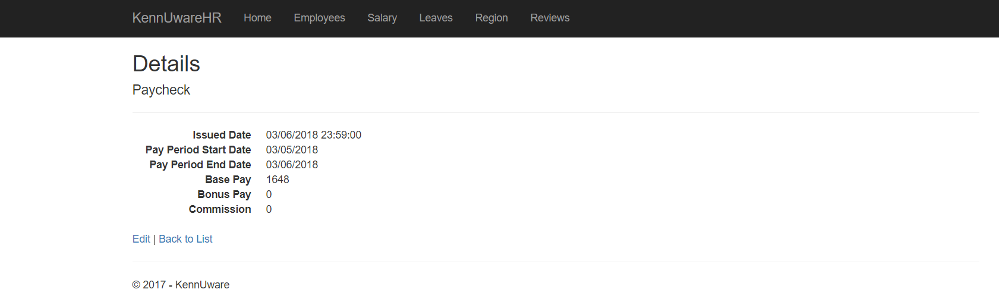 KennUwareHR Home Employees Salary Leaves Region Reviews
Details
Paycheck
Issued Date 03/06/2018 23:59:00
Pay Period Start Date 03/05/2018
Pay Period End Date 03/06/2018
Base Pay 1648
Bonus Pay 0
Commission 0
Edit | Back to List
© 2017 - KennUware